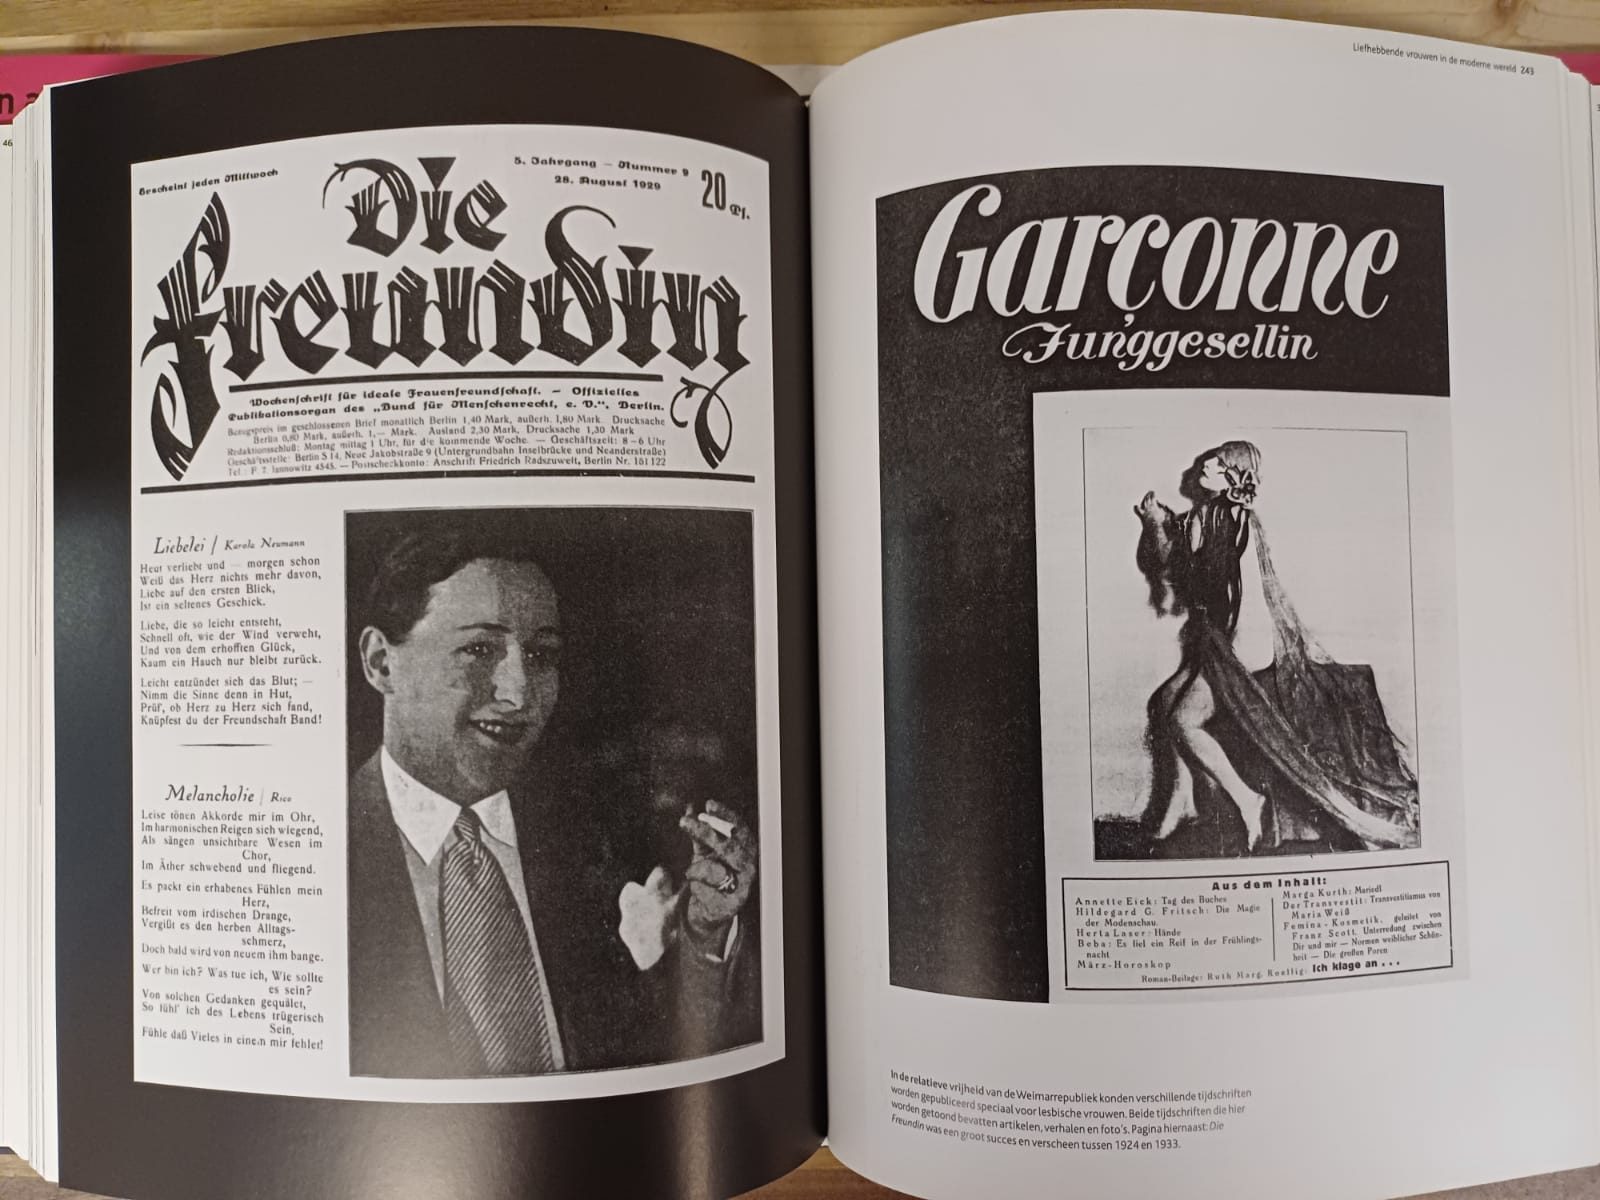 Erscheint jeden Mittwoch
5. Jahrgang – Nummer 9
28. August 1929
20 Pf.
Die
Freundin
Wochenschrift für ideale Frauenfreundschaft. – Offizielles
Publikationsorgan des „Bund für Menschenrecht, e. V.", Berlin.
Bezugspreis im geschlossenen Brief monatlich Berlin 1,40 Mark, außerh. 1,80 Mark. Drucksache
Berlin 0,80 Mark, außerh. 1,— Mark. Ausland 2,30 Mark, Drucksache 1,30 Mark
Redaktionsschluß: Montag mittag 1 Uhr, für die kommende Woche. — Geschäftszeit: 8–6 Uhr
Geschäftsstelle: Berlin S 14, Neue Jakobstraße 9 (Untergrundbahn Inselbrücke und Neanderstraße)
Tel.: F 7, Jannowitz 4545. — Postscheckkonto: Anschrift Friedrich Radszuweit, Berlin Nr. 151 122
Liebelei / Karola Neumann
Heut verliebt und — morgen schon
Weiß das Herz nichts mehr davon,
Liebe auf den ersten Blick,
Ist ein seltenes Geschick.
Liebe, die so leicht entsteht,
Schnell oft, wie der Wind verweht,
Und von dem erhofften Glück,
Kaum ein Hauch nur bleibt zurück.
Leicht entzündet sich das Blut; —
Nimm die Sinne denn in Hut,
Prüf, ob Herz zu Herz sich fand,
Knüpfest du der Freundschaft Band!
Melancholie / Rico
Leise tönen Akkorde mir im Ohr,
Im harmonischen Reigen sich wiegend,
Als sängen unsichtbare Wesen im
Chor,
Im Äther schwebend und fliegend.
Es packt ein erhabenes Fühlen mein
Herz,
Befreit vom irdischen Drange,
Vergißt es den herben Alltags-
schmerz,
Doch bald wird von neuem ihm bange.
Wer bin ich? Was tue ich, Wie sollte
es sein?
Von solchen Gedanken gequälet,
So fühl' ich des Lebens trügerisch
Sein.
Fühle daß Vieles in einem mir fehlet!
Liefhebbende vrouwen in de moderne wereld 243
Garçonne
Junggesellin
Aus dem Inhalt:
Annette Eick: Tag des Buches
Hildegard G. Fritsch: Die Magie
der Modenschau.
Herta Laser: Hände
Beba: Es fiel ein Reif in der Frühlings-
nacht
März-Horoskop
Marga Kurth: Mariedl
Der Transvestit: Transvestitismus von
Maria Weiß
Femina-Kosmetik, geleitet von
Franz Scott. Unterredung zwischen
Dir und mir — Normen weiblicher Schön-
heit — Die großen Poren
Roman-Beilage: Ruth Marg. Roellig: Ich klage an . . .
In de relatieve vrijheid van de Weimarrepubliek konden verschillende tijdschriften
worden gepubliceerd speciaal voor lesbische vrouwen. Beide tijdschriften die hier
worden getoond bevatten artikelen, verhalen en foto's. Pagina hiernaast: Die
Freundin was een groot succes en verscheen tussen 1924 en 1933.
46